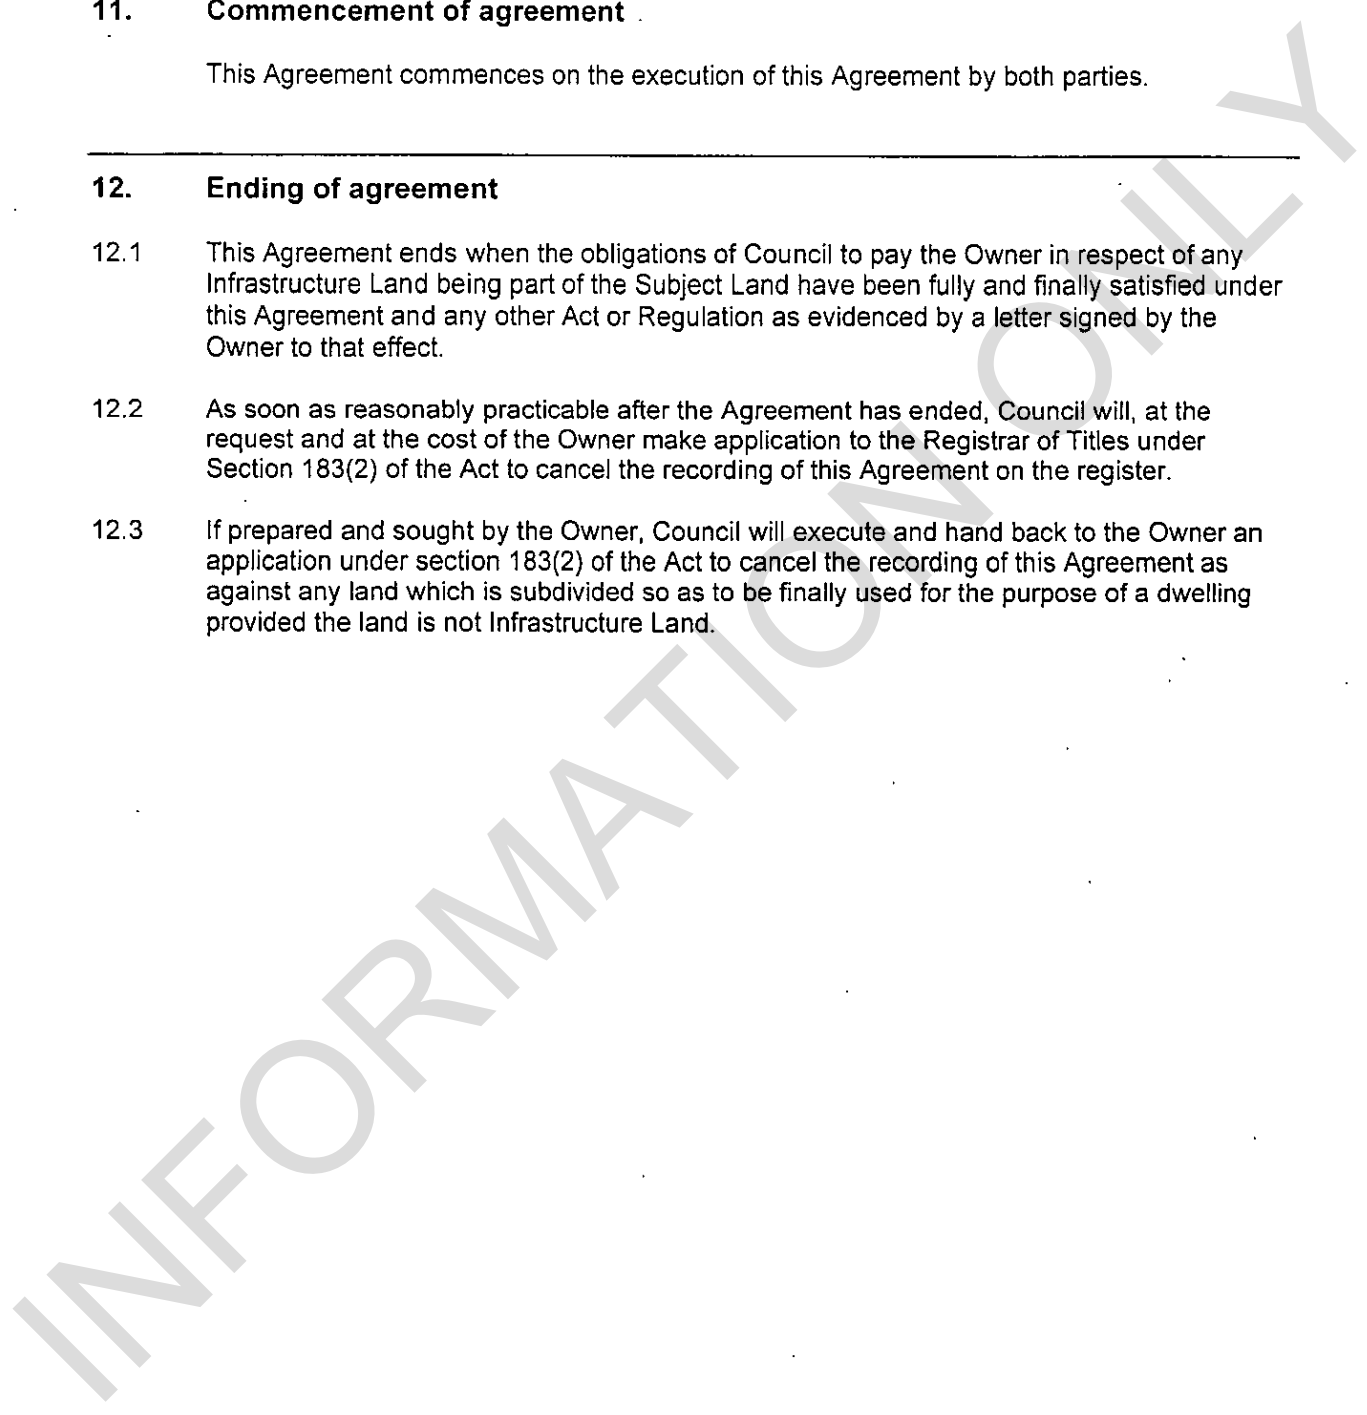 11. Commencement of agreement
This Agreement commences on the execution of this Agreement by both parties.
12. Ending of agreement
12.1 This Agreement ends when the obligations of Council to pay the Owner in respect of any
Infrastructure Land being part of the Subject Land have been fully and finally satisfied under
this Agreement and any other Act or Regulation as evidenced by a letter signed by the
Owner to that effect.
12.2 As soon as reasonably practicable after the Agreement has ended, Council will, at the
request and at the cost of the Owner make application to the Registrar of Titles under
Section 183(2) of the Act to cancel the recording of this Agreement on the register.
12.3 If prepared and sought by the Owner, Council will execute and hand back to the Owner an
application under section 183(2) of the Act to cancel the recording of this Agreement as
against any land which is subdivided so as to be finally used for the purpose of a dwelling
provided the land is not Infrastructure Land.
INFORMATION ONLY